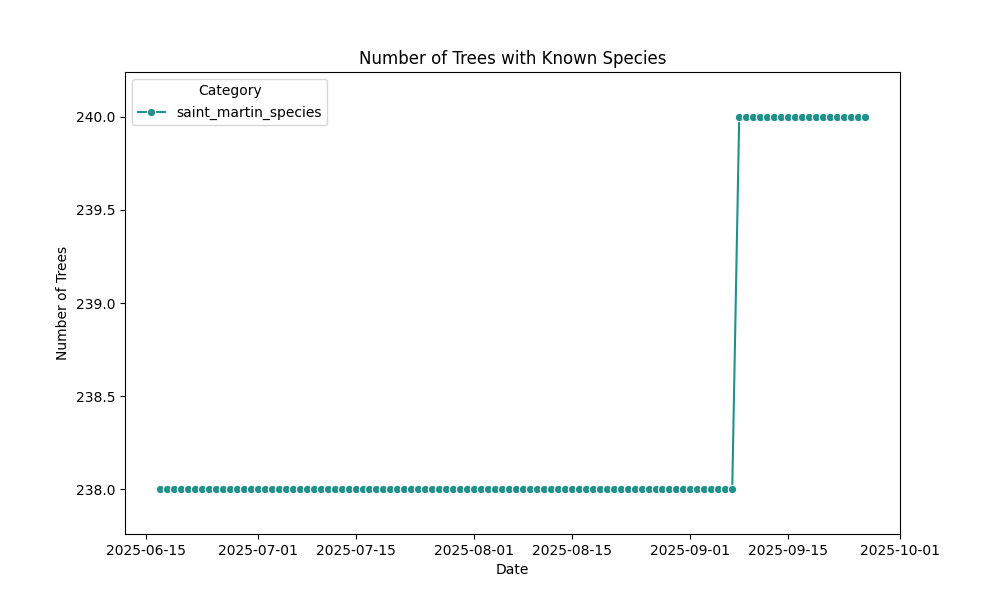 Number of Trees with Known Species
Category
saint_martin_species
Number of Trees
240.0
239.5
239.0
238.5
238.0
2025-06-15 2025-07-01 2025-07-15 2025-08-01 2025-08-15 2025-09-01 2025-09-15 2025-10-01
Date